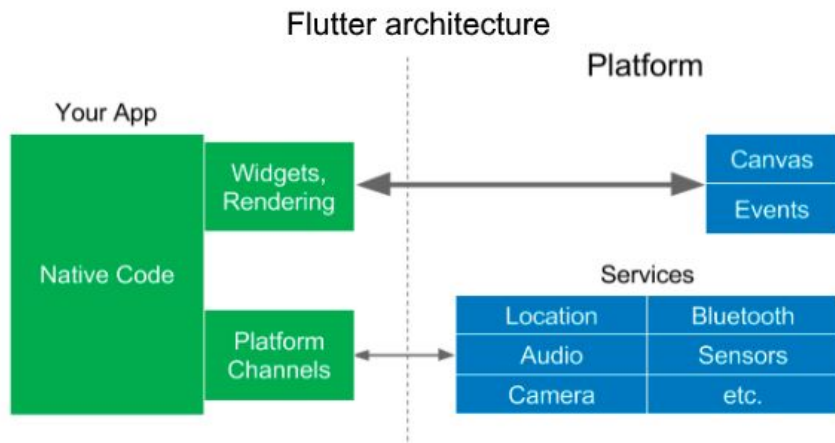 Flutter architecture
Platform
Your App
Widgets,
Rendering
Canvas
Events
Native Code
Services
Platform
Channels
Location
Bluetooth
Audio
Sensors
Camera
etc.